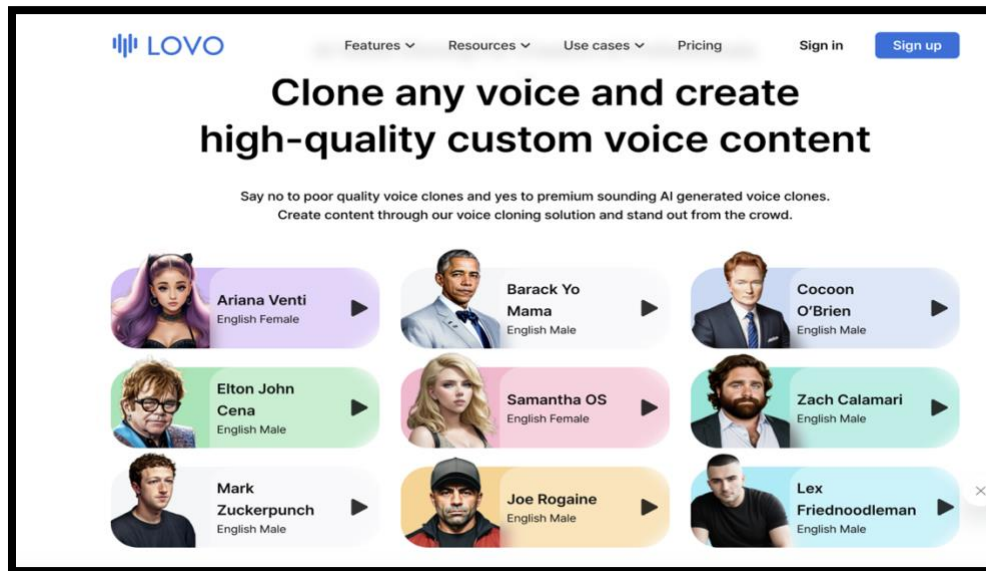 LOVO
Features Resources Use cases Pricing Sign in Sign up
Clone any voice and create
high-quality custom voice content
Say no to poor quality voice clones and yes to premium sounding AI generated voice clones.
Create content through our voice cloning solution and stand out from the crowd.
Ariana Venti
English Female
Barack Yo
Mama
English Male
Cocoon
O’Brien
English Male
Elton John
Cena
English Male
Samantha OS
English Female
Zach Calamari
English Male
Mark
Zuckerpunch
English Male
Joe Rogaine
English Male
Lex
Friednoodleman
English Male